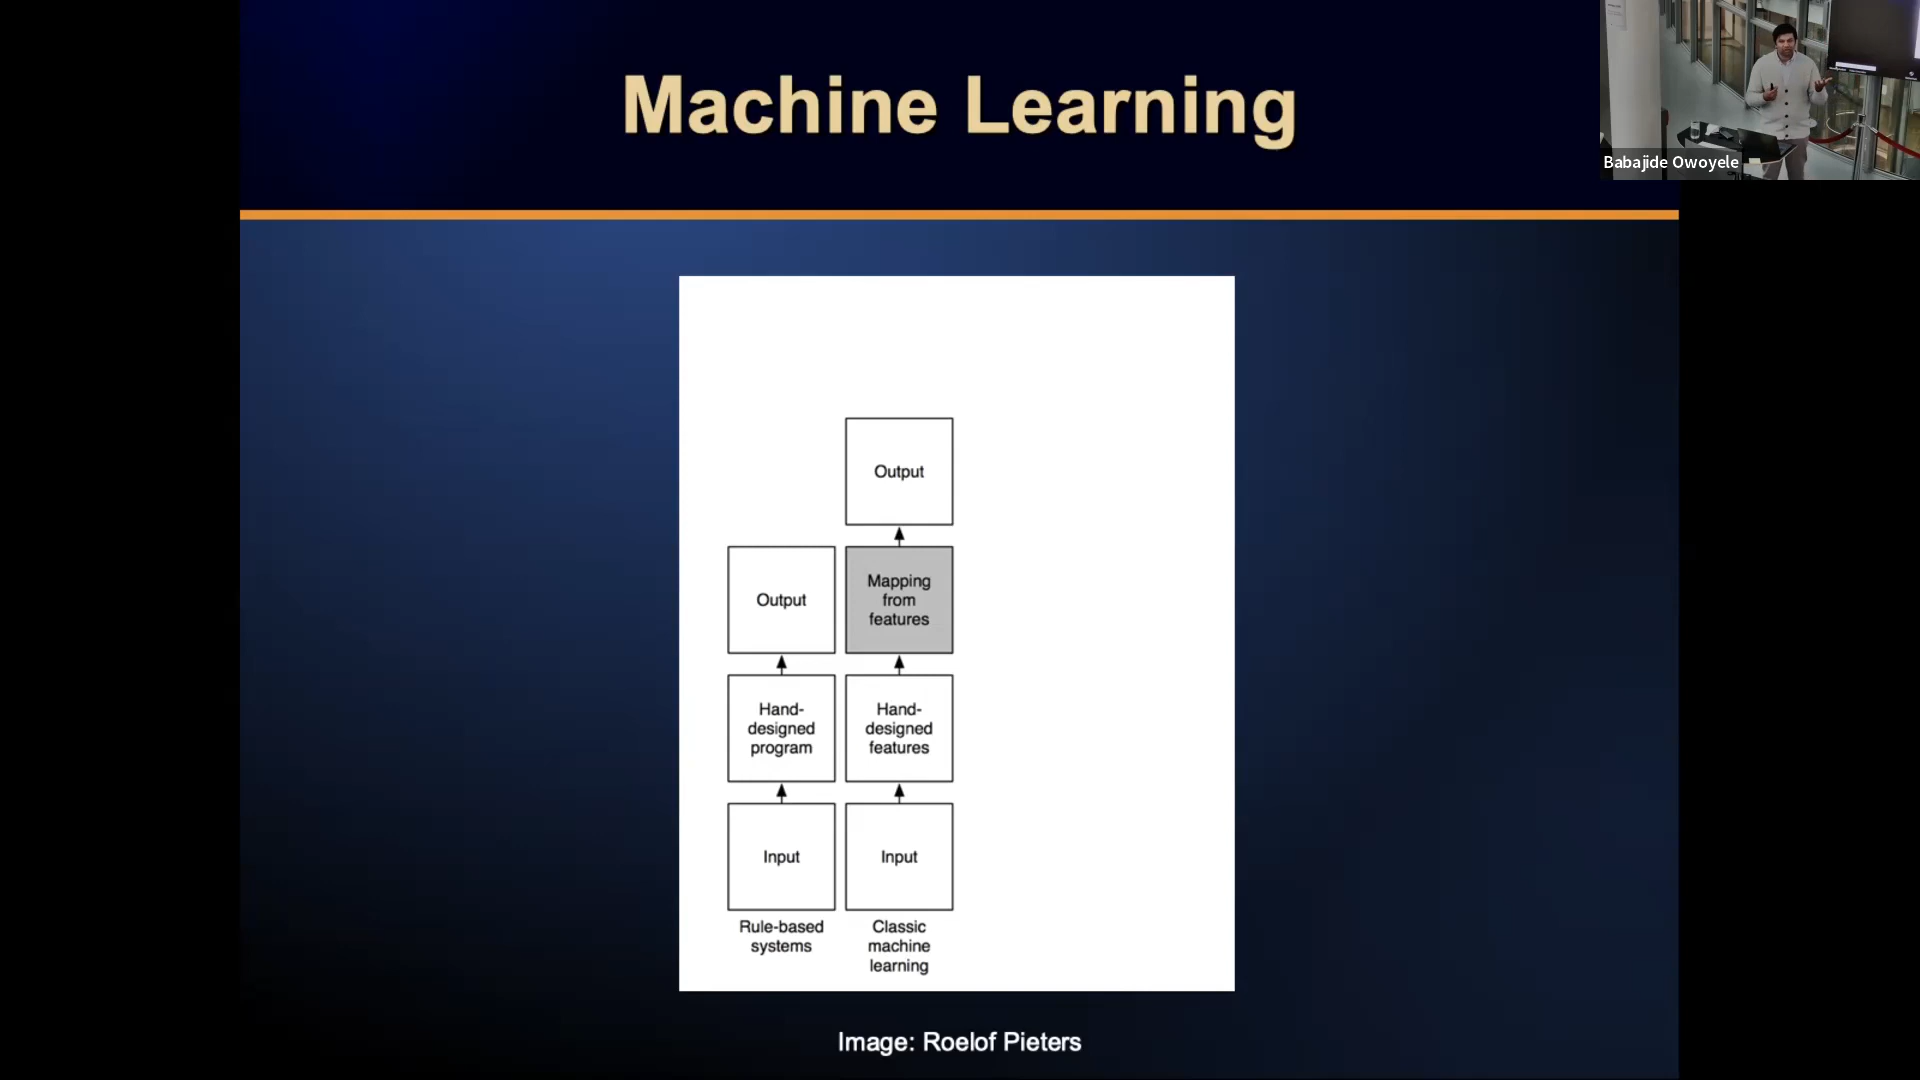 Machine Learning
Babajide Owoyele
Output
Output
Mapping
from
features
Hand-
designed
program
Hand-
designed
features
Input
Input
Rule-based
systems
Classic
machine
learning
Image: Roelof Pieters